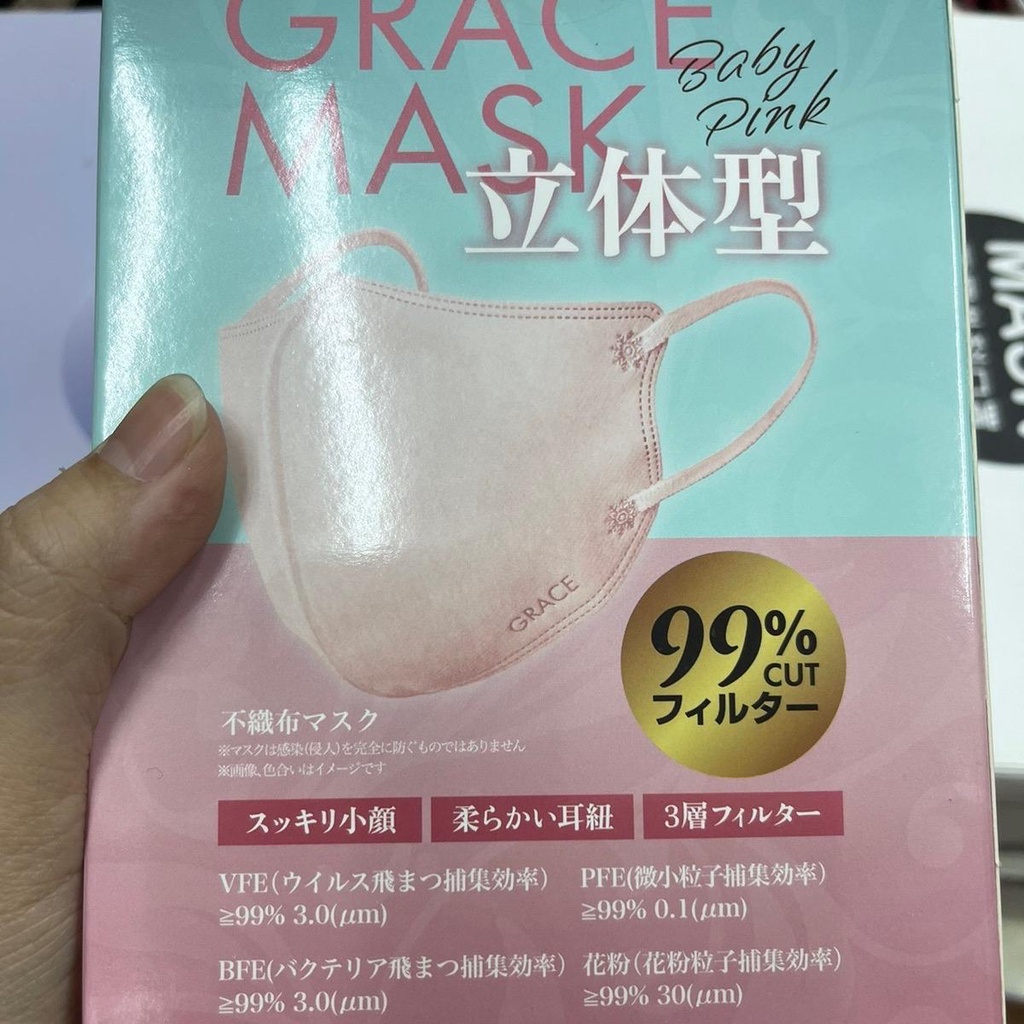 GRACE
MASK
Baby
Pink
立体型
GRACE
99%
CUT
フィルター
不織布マスク
※マスクは感染(侵入)を完全に防ぐものではありません
※画像、色合いはイメージです
スッキリ小顔
柔らかい耳紐
3層フィルター
VFE(ウイルス飛まつ捕集効率)
≧99% 3.0(μm)
PFE(微小粒子捕集効率)
≧99% 0.1(μm)
BFE(バクテリア飛まつ捕集効率)
≧99% 3.0(μm)
花粉(花粉粒子捕集効率)
≧99% 30(μm)